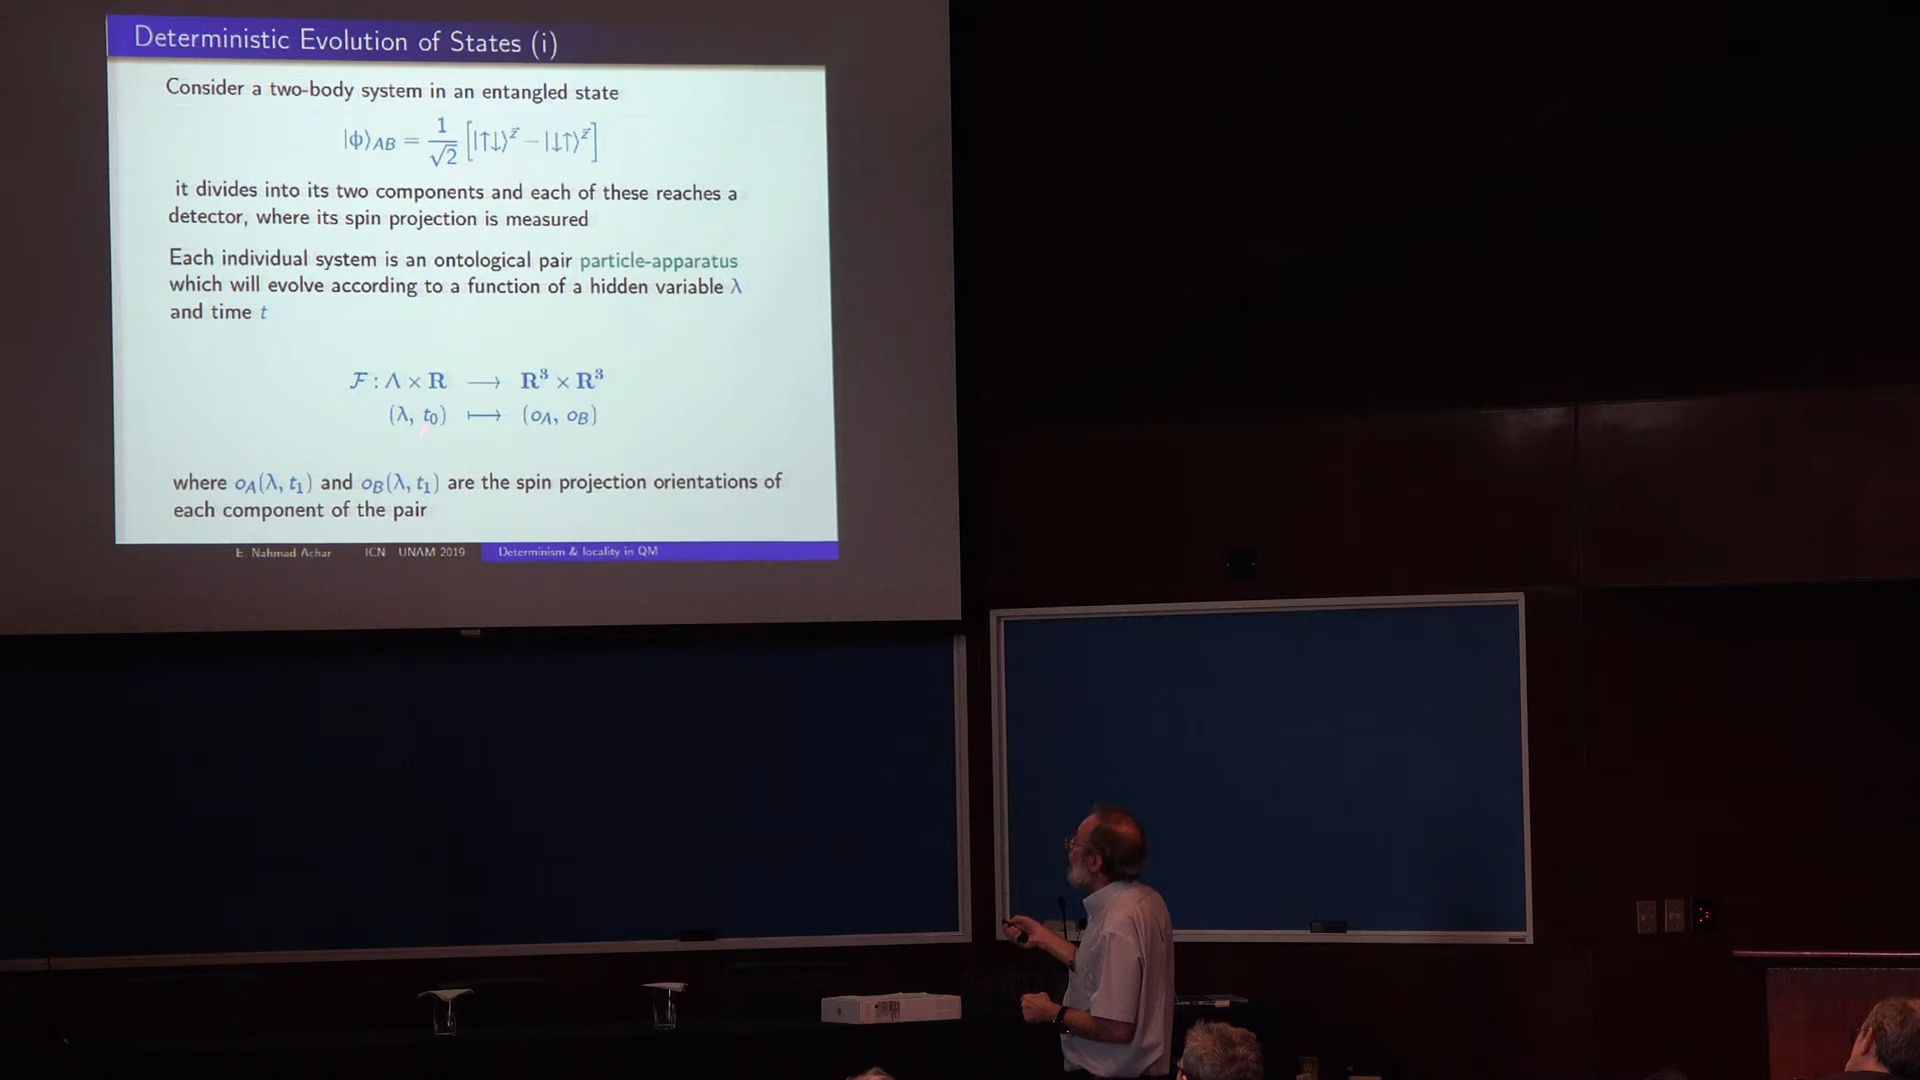 Deterministic Evolution of States (i)
Consider a two-body system in an entangled state
|ϕ⟩AB = 1/√2 [|↑↓⟩^z⃗ − |↓↑⟩^z⃗]
it divides into its two components and each of these reaches a
detector, where its spin projection is measured
Each individual system is an ontological pair particle-apparatus
which will evolve according to a function of a hidden variable λ
and time t
ℱ : Λ × R ⟶ R³ × R³
(λ, t₀) ⟼ (oA, oB)
where oA(λ, t₁) and oB(λ, t₁) are the spin projection orientations of
each component of the pair
E. Nahmad Achar ICN UNAM 2019 Determinism & locality in QM